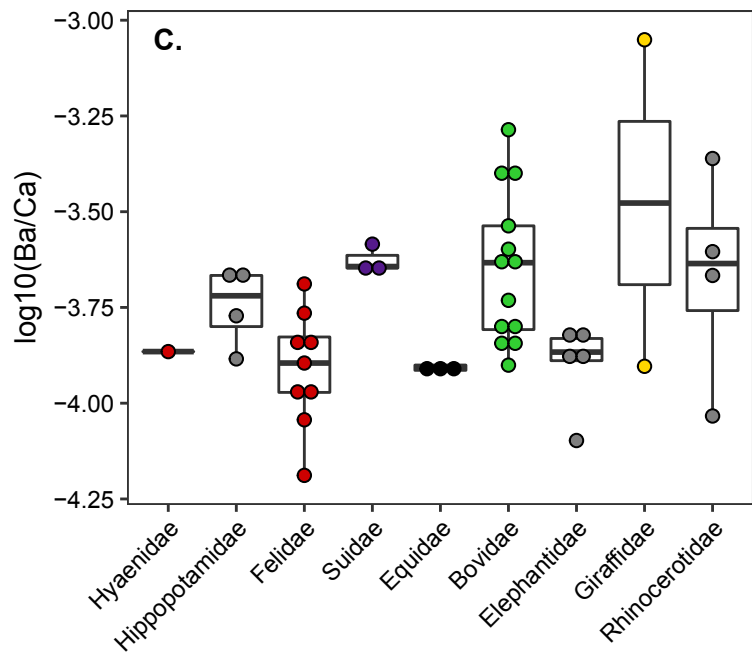 C.
log10(Ba/Ca)
−3.00
−3.25
−3.50
−3.75
−4.00
−4.25
Hyaenidae
Hippopotamidae
Felidae
Suidae
Equidae
Bovidae
Elephantidae
Giraffidae
Rhinocerotidae